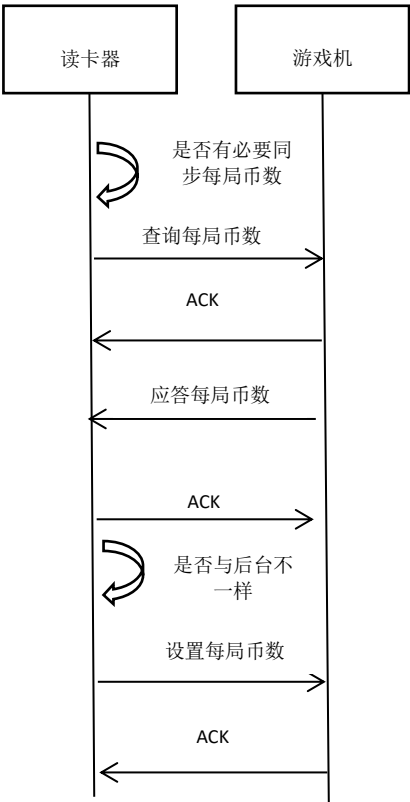 读卡器
游戏机
是否有必要同
步每局币数
查询每局币数
ACK
应答每局币数
ACK
是否与后台不
一样
设置每局币数
ACK